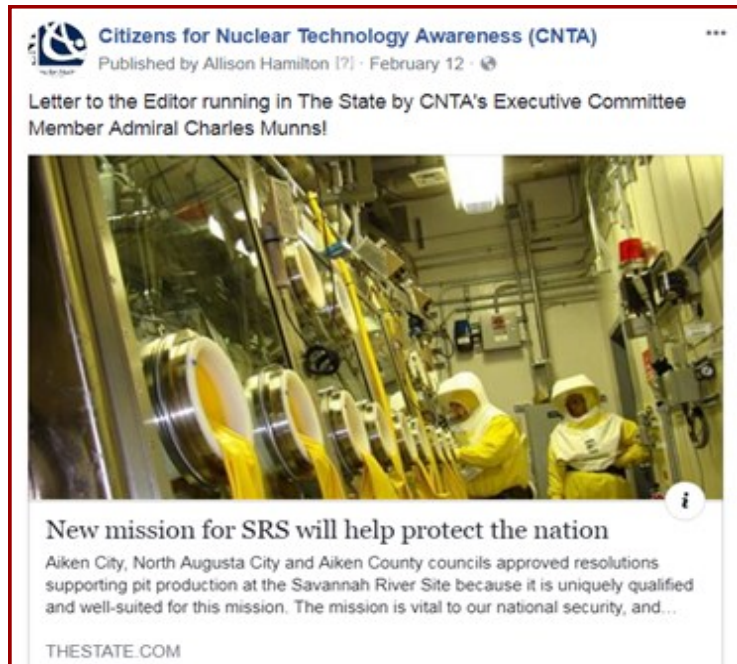 Citizens for Nuclear Technology Awareness (CNTA)
Published by Allison Hamilton [?] · February 12 ·
Letter to the Editor running in The State by CNTA's Executive Committee
Member Admiral Charles Munns!
New mission for SRS will help protect the nation
Aiken City, North Augusta City and Aiken County councils approved resolutions
supporting pit production at the Savannah River Site because it is uniquely qualified
and well-suited for this mission. The mission is vital to our national security, and...
THESTATE.COM